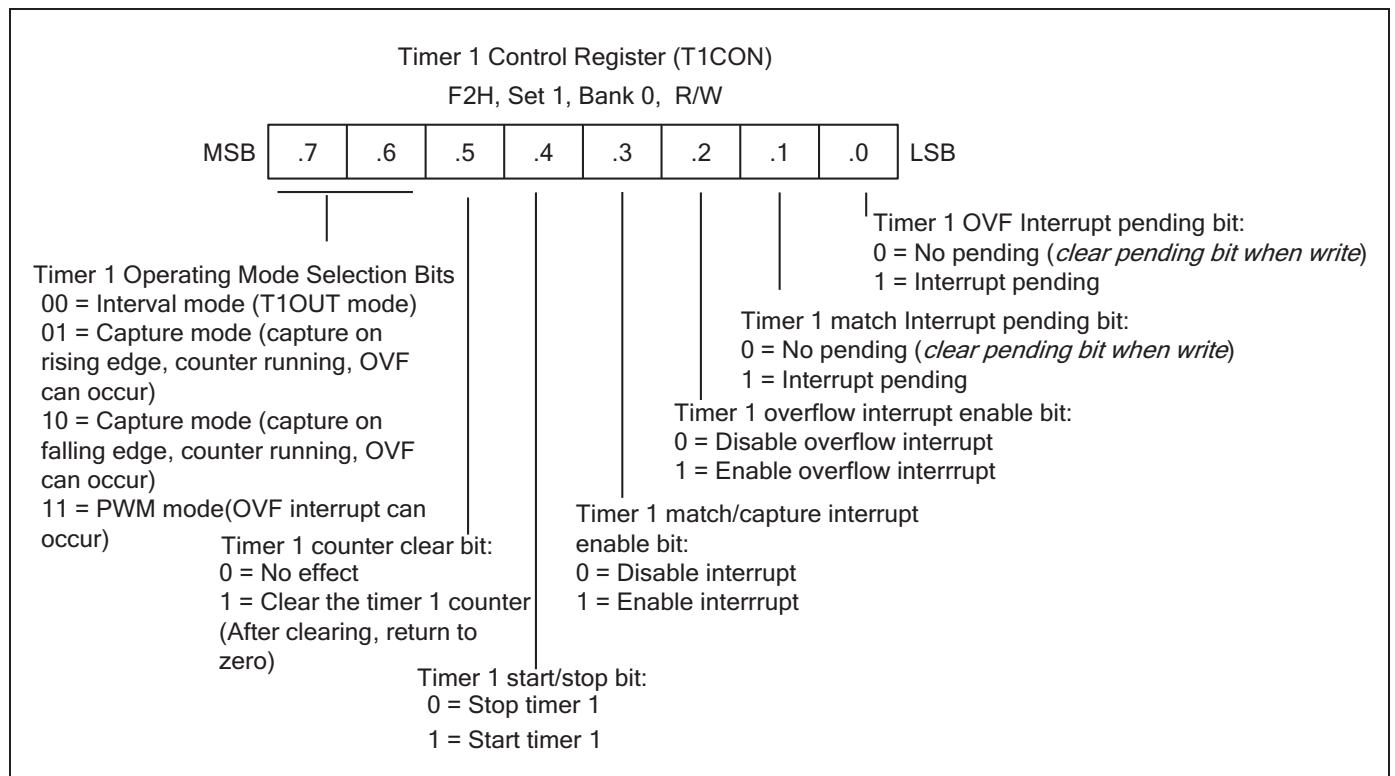 Timer 1 Control Register (T1CON)
F2H, Set 1, Bank 0, R/W
MSB .7 .6 .5 .4 .3 .2 .1 .0 LSB
Timer 1 OVF Interrupt pending bit:
0 = No pending (clear pending bit when write)
1 = Interrupt pending
Timer 1 match Interrupt pending bit:
0 = No pending (clear pending bit when write)
1 = Interrupt pending
Timer 1 overflow interrupt enable bit:
0 = Disable overflow interrupt
1 = Enable overflow interrrupt
Timer 1 match/capture interrupt
enable bit:
0 = Disable interrupt
1 = Enable interrrupt
Timer 1 start/stop bit:
0 = Stop timer 1
1 = Start timer 1
Timer 1 counter clear bit:
0 = No effect
1 = Clear the timer 1 counter
(After clearing, return to
zero)
Timer 1 Operating Mode Selection Bits
00 = Interval mode (T1OUT mode)
01 = Capture mode (capture on
rising edge, counter running, OVF
can occur)
10 = Capture mode (capture on
falling edge, counter running, OVF
can occur)
11 = PWM mode(OVF interrupt can
occur)